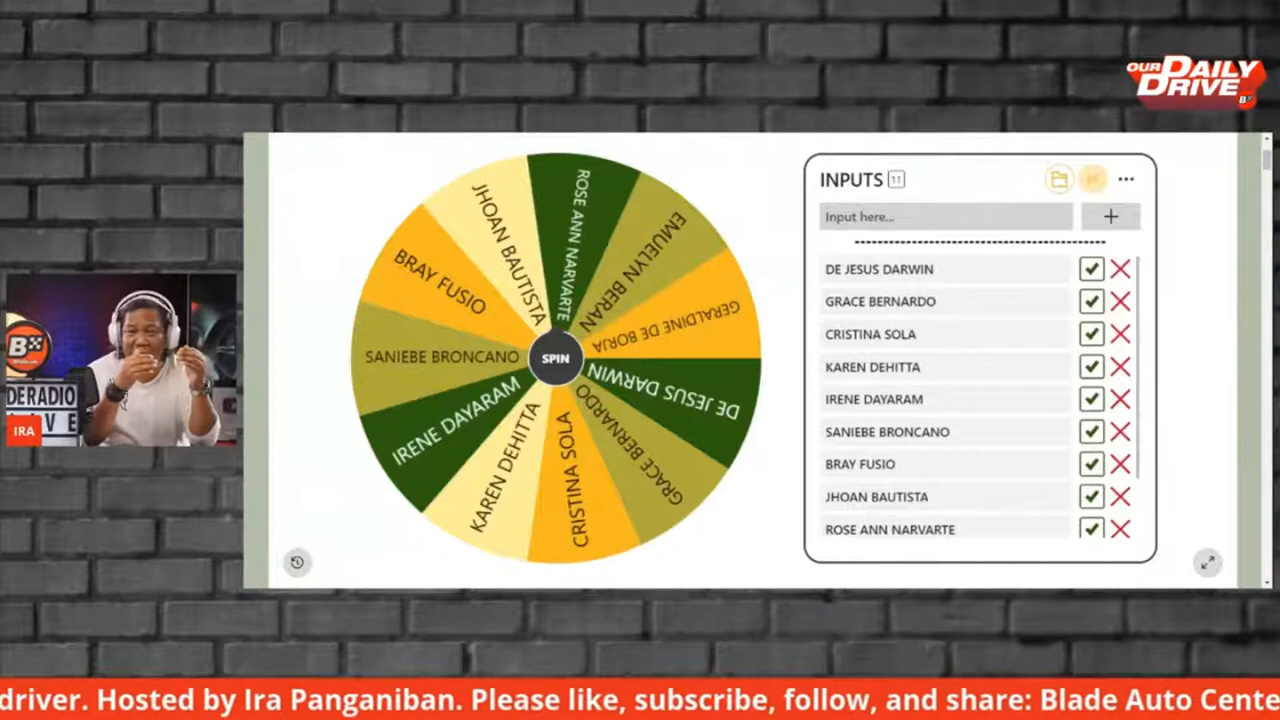 OUR DAILY
DRIVE
BX
INPUTS 11
Input here...
+
DE JESUS DARWIN
GRACE BERNARDO
CRISTINA SOLA
KAREN DEHITTA
IRENE DAYARAM
SANIEBE BRONCANO
BRAY FUSIO
JHOAN BAUTISTA
ROSE ANN NARVARTE
ROSE ANN NARVARTE
EMUELYN BERAN
GERALDINE DE BORJA
DE JESUS DARWIN
GRACE BERNARDO
CRISTINA SOLA
KAREN DEHITTA
IRENE DAYARAM
SANIEBE BRONCANO
BRAY FUSIO
JHOAN BAUTISTA
SPIN
B
DERADIO
VE
IRA
driver. Hosted by Ira Panganiban. Please like, subscribe, follow, and share: Blade Auto Cente